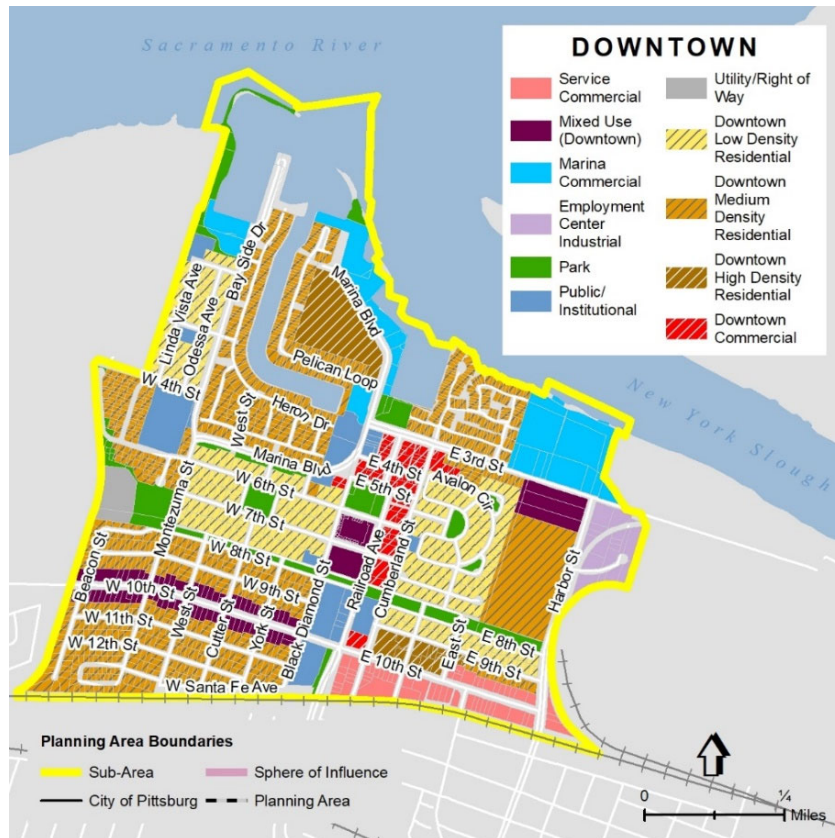 Sacramento River
DOWNTOWN
Service
Commercial
Mixed Use
(Downtown)
Marina
Commercial
Employment
Center
Industrial
Park
Public/
Institutional
Utility/Right of
Way
Downtown
Low Density
Residential
Downtown
Medium
Density
Residential
Downtown
High Density
Residential
Downtown
Commercial
Bay Side Dr
Linda Vista Ave
Odessa Ave
Marina Blvd
W 4th St
Pelican Loop
West St
Heron Dr
New York Slough
Marina Blvd
E 3rd St
E 4th St
E 5th St
Avalon Cir
W 6th St
Montezuma St
W 7th St
Railroad Ave
Cumberland St
Harbor St
Beacon St
W 8th St
W 9th St
W 10th St
West St
Cutter St
York St
Black Diamond St
East St
E 8th St
E 9th St
E 10th St
W 11th St
W 12th St
W Santa Fe Ave
Planning Area Boundaries
Sub-Area
Sphere of Influence
City of Pittsburg
Planning Area
0
¼
Miles